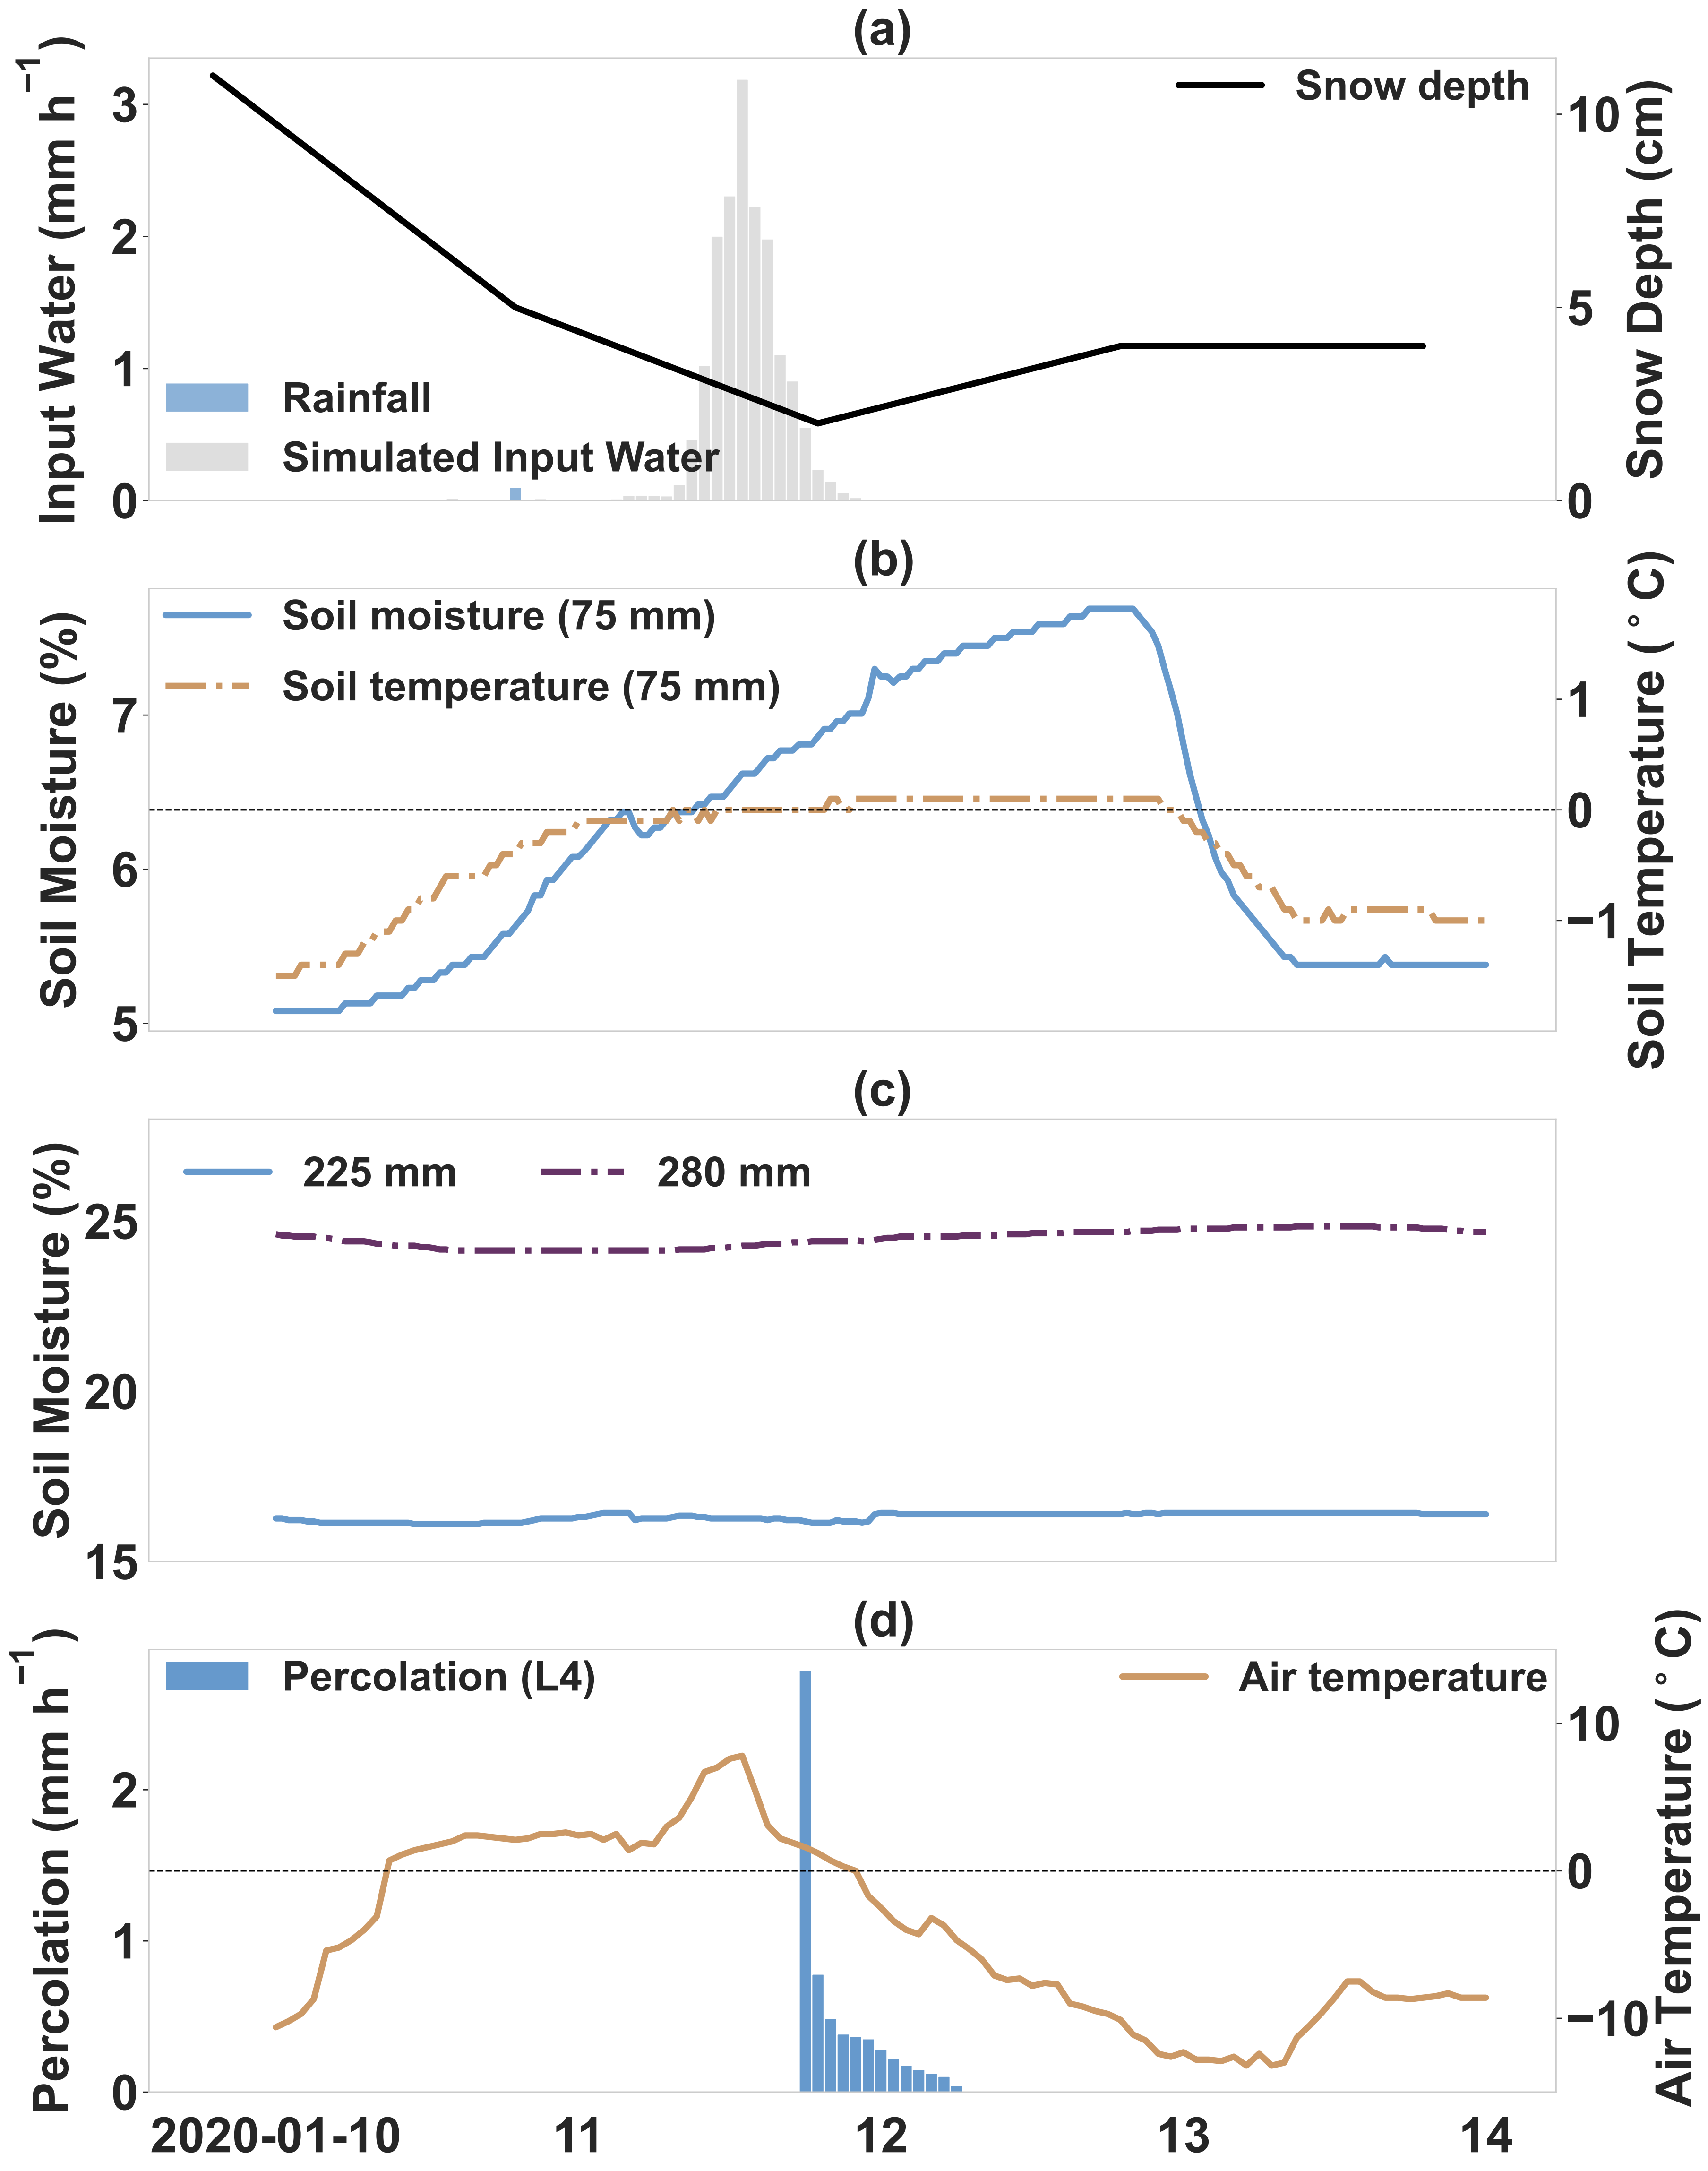 (a)
Input Water (mm h⁻¹)
3
2
1
0
Snow depth
Rainfall
Simulated Input Water
10
5
0
Snow Depth (cm)
(b)
Soil Moisture (%)
7
6
5
Soil moisture (75 mm)
Soil temperature (75 mm)
1
0
−1
Soil Temperature (° C)
(c)
Soil Moisture (%)
25
20
15
225 mm 280 mm
(d)
Percolation (mm h⁻¹)
2
1
0
Percolation (L4)
Air temperature
10
0
−10
Air Temperature (° C)
2020-01-10 11 12 13 14